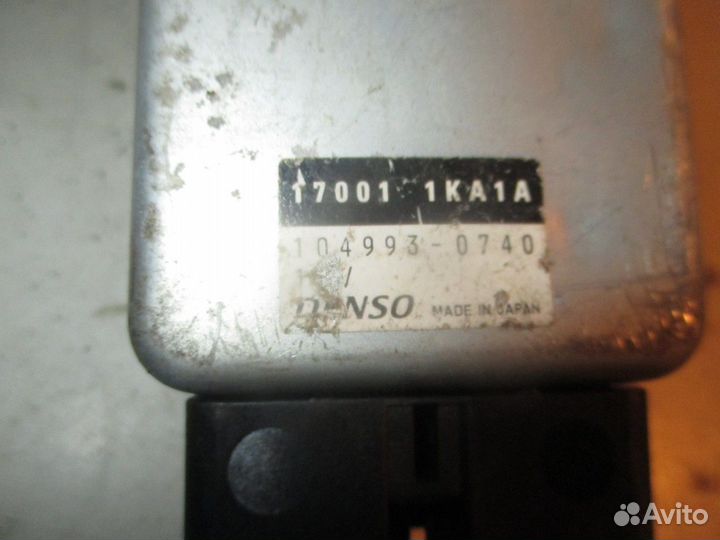 17001 1KA1A
104993-0740
DENSO MADE IN JAPAN
Avito